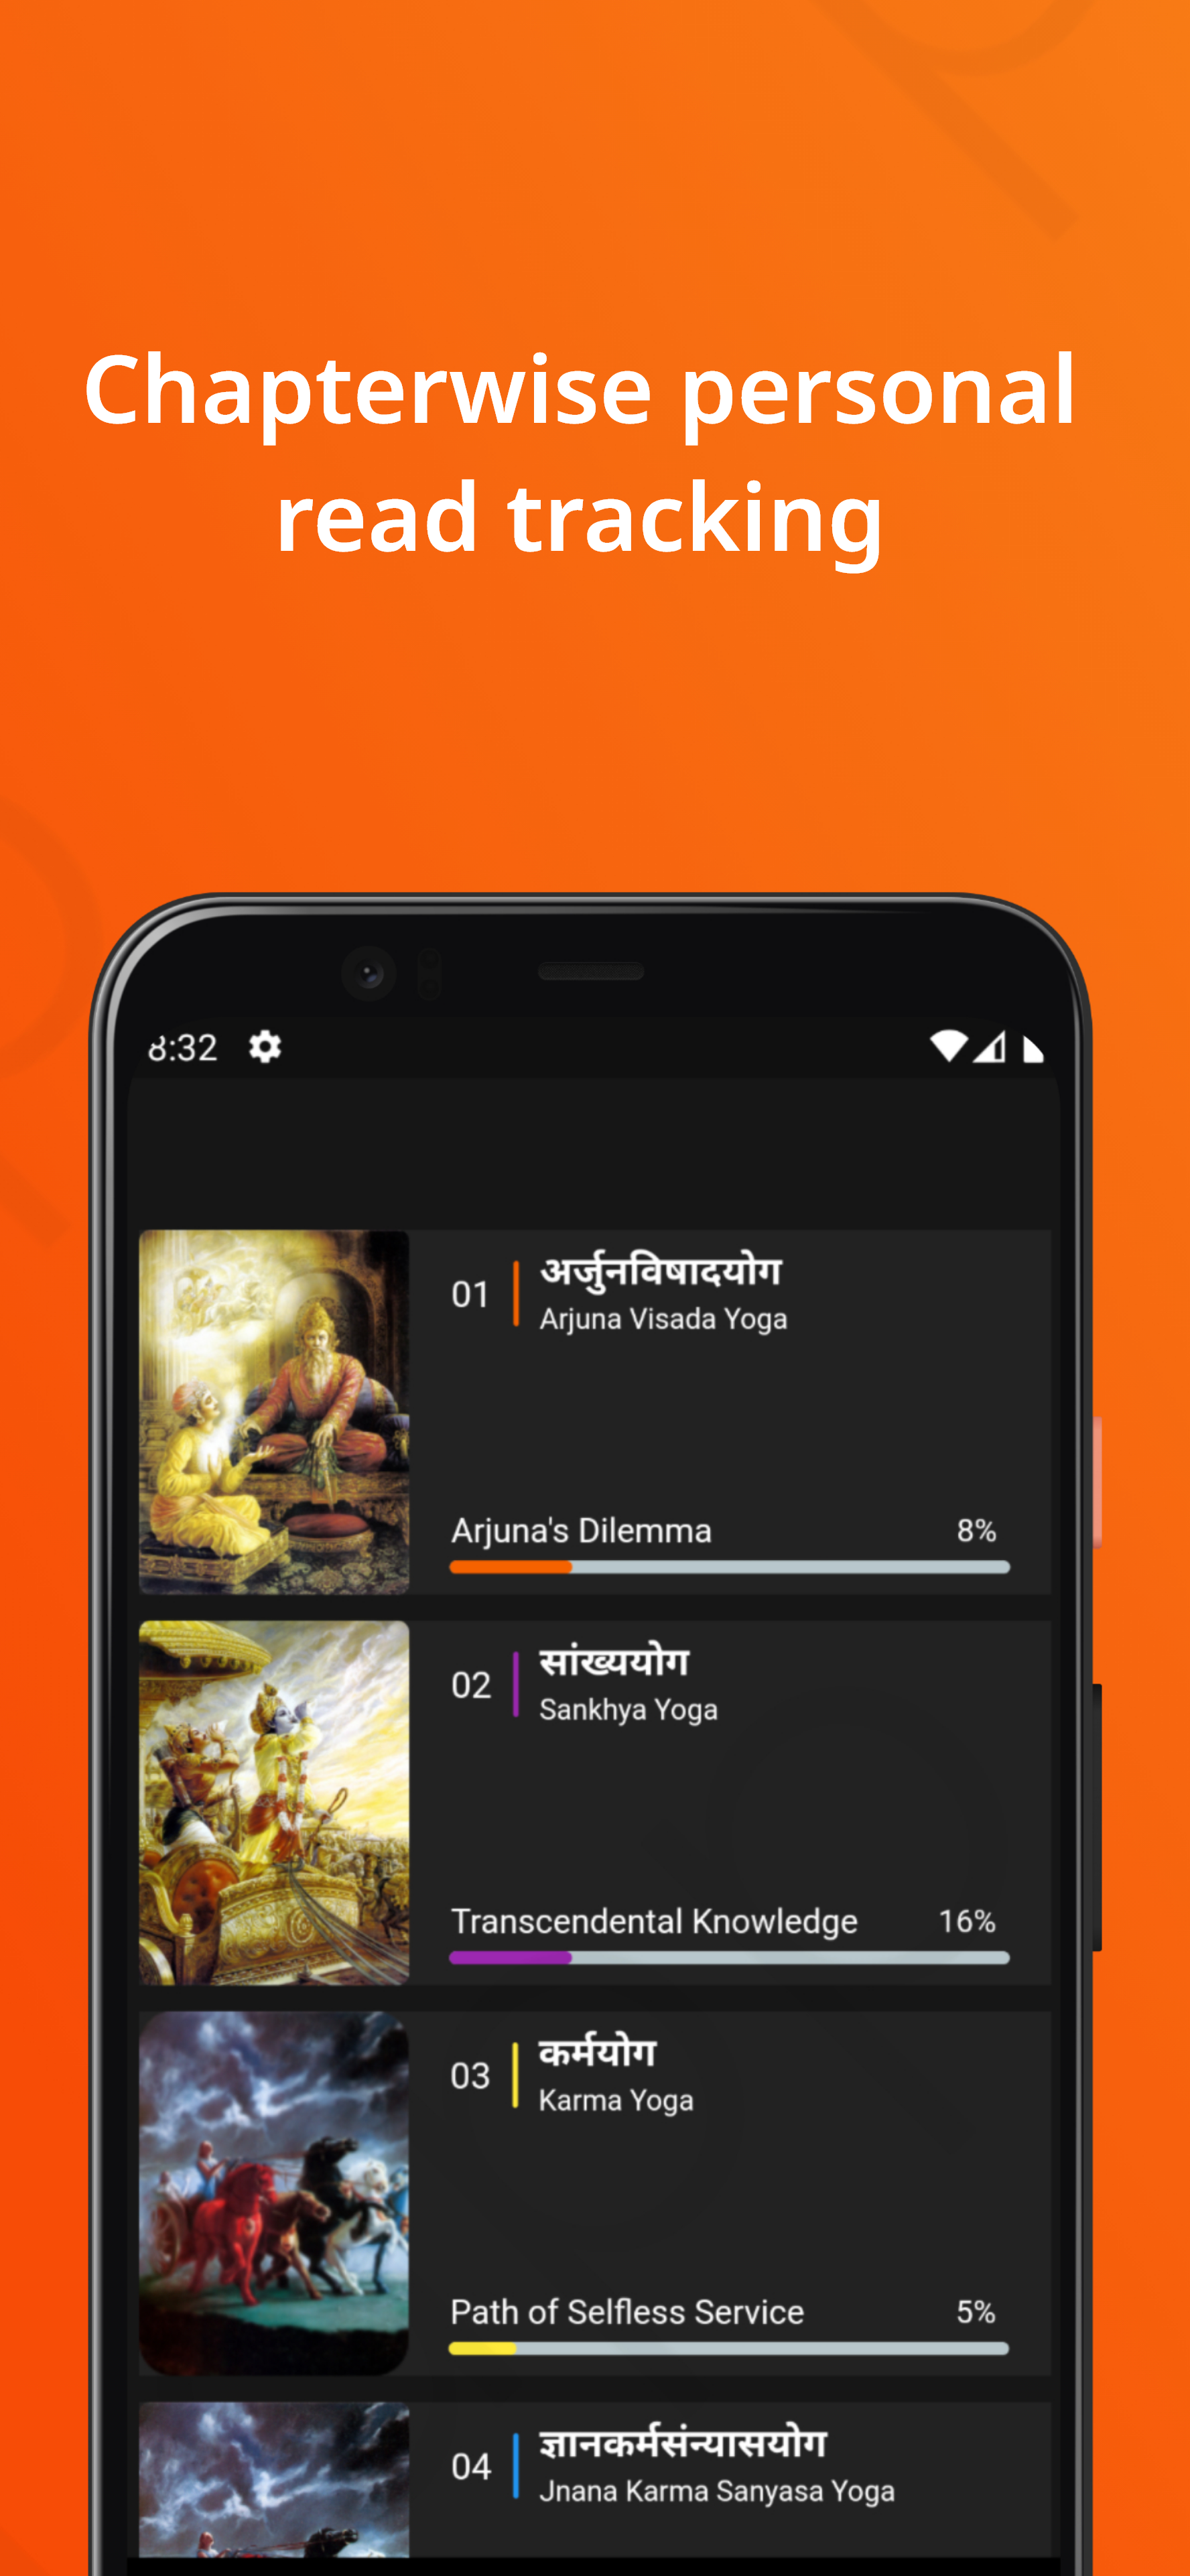 Chapterwise personal
read tracking
8:32
01
अर्जुनविषादयोग
Arjuna Visada Yoga
Arjuna's Dilemma 8%
02
सांख्ययोग
Sankhya Yoga
Transcendental Knowledge 16%
03
कर्मयोग
Karma Yoga
Path of Selfless Service 5%
04
ज्ञानकर्मसंन्यासयोग
Jnana Karma Sanyasa Yoga